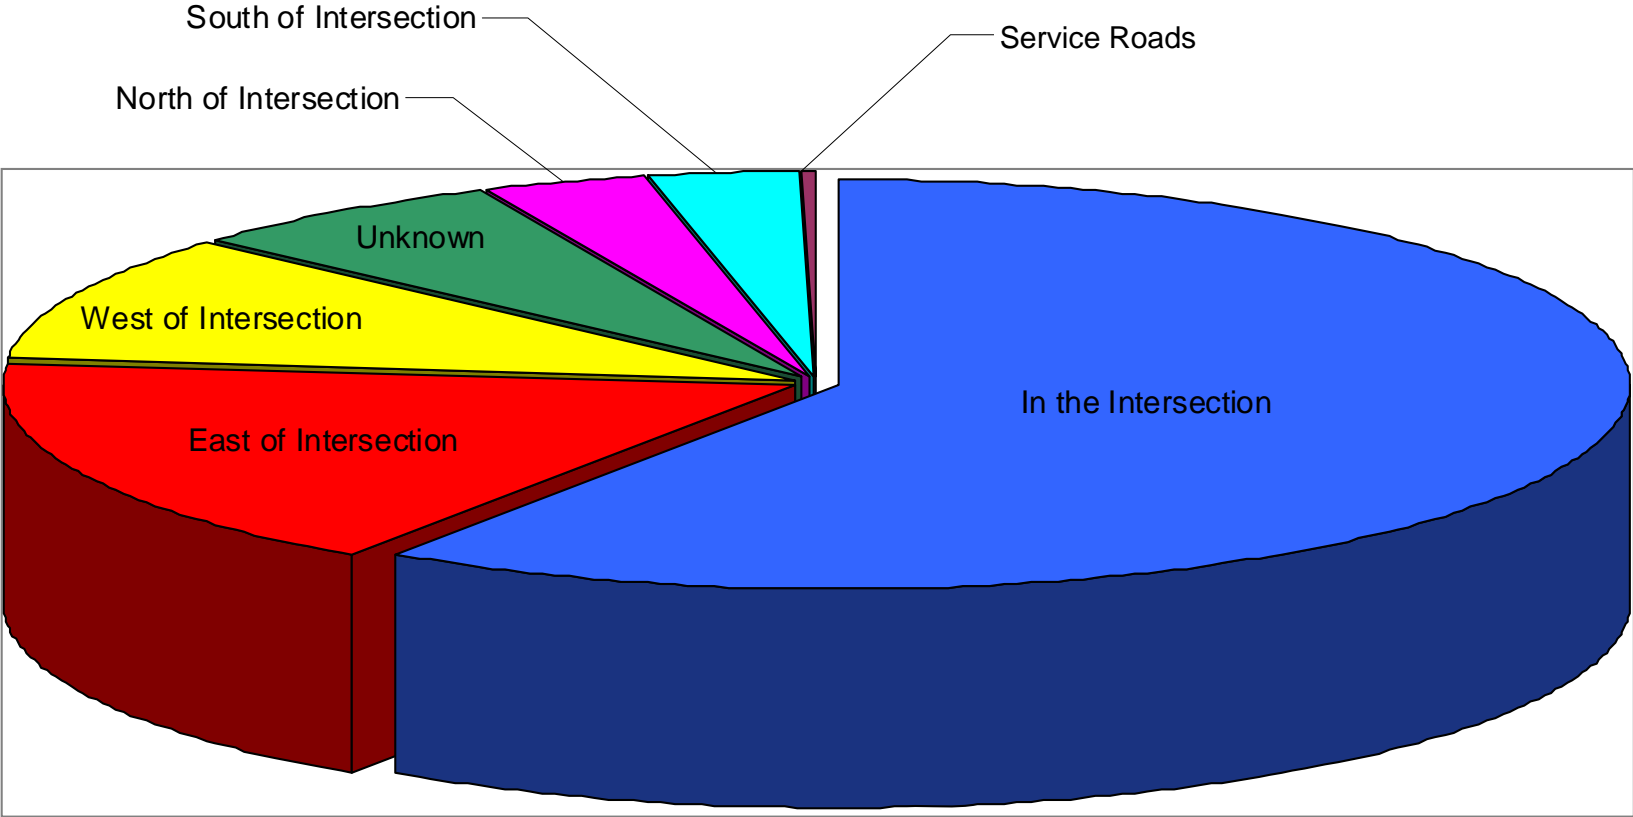 South of Intersection
Service Roads
North of Intersection
Unknown
West of Intersection
In the Intersection
East of Intersection